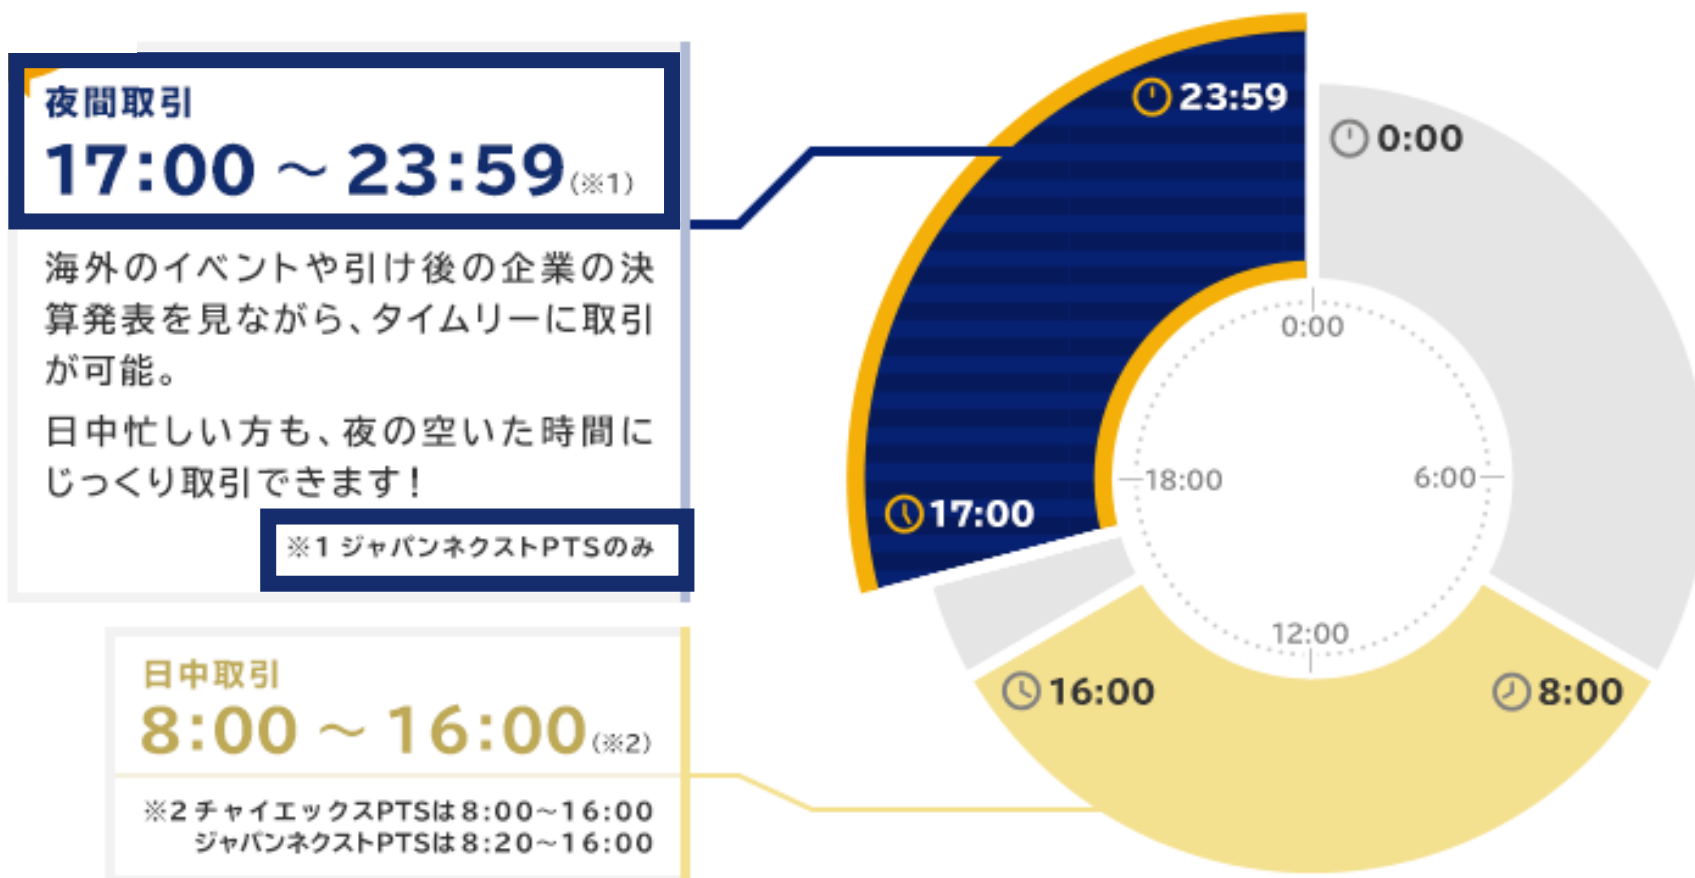 夜間取引
17:00 ～ 23:59(※1)
海外のイベントや引け後の企業の決
算発表を見ながら、タイムリーに取引
が可能。
日中忙しい方も、夜の空いた時間に
じっくり取引できます！
※1 ジャパンネクストPTSのみ
日中取引
8:00 ～ 16:00(※2)
※2 チャイエックスPTSは8:00～16:00
ジャパンネクストPTSは8:20～16:00
23:59
0:00
0:00
18:00
6:00
17:00
12:00
16:00
8:00